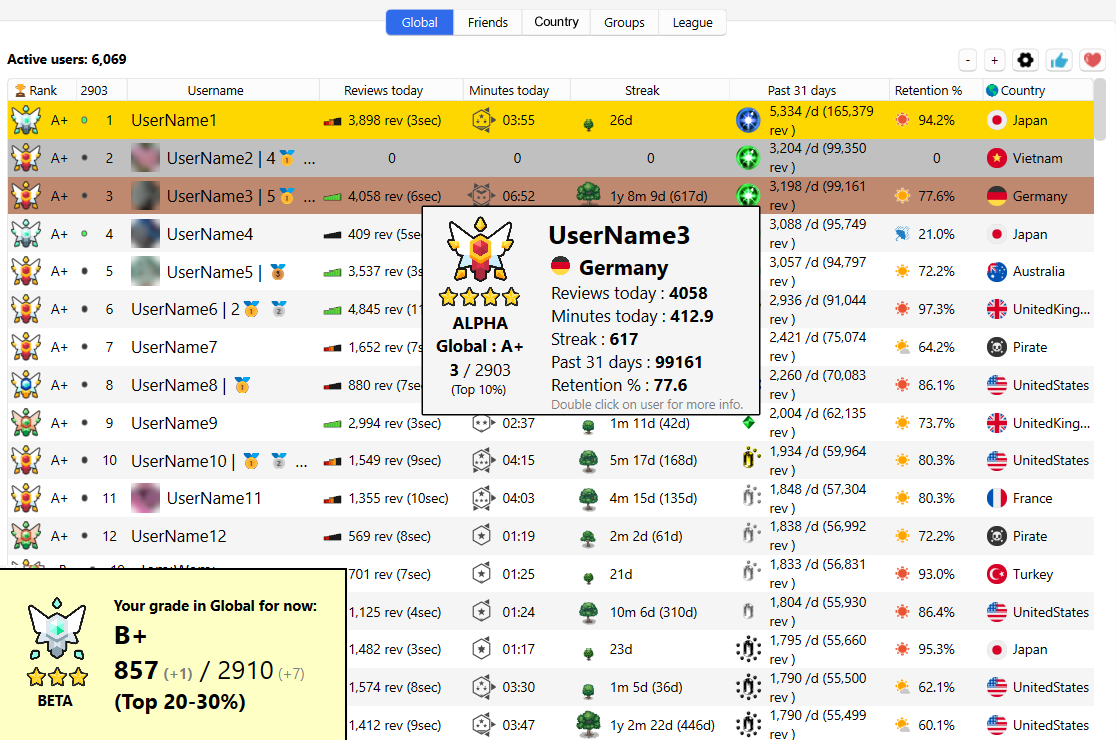 Global Friends Country Groups League
Active users: 6,069
- +
Rank 2903 Username Reviews today Minutes today Streak Past 31 days Retention % Country
A+ 1 UserName1 3,898 rev (3sec) 03:55 26d 5,334 /d (165,379 rev ) 94.2% Japan
A+ 2 UserName2 | 4 ... 0 0 0 3,204 /d (99,350 rev ) 0 Vietnam
A+ 3 UserName3 | 5 ... 4,058 rev (6sec) 06:52 1y 8m 9d (617d) 3,198 /d (99,161 rev ) 77.6% Germany
A+ 4 UserName4 409 rev (5sec 3,088 /d (95,749 rev ) 21.0% Japan
A+ 5 UserName5 | 3,537 rev (3s 3,057 /d (94,797 rev ) 72.2% Australia
A+ 6 UserName6 | 2 4,845 rev (11 2,936 /d (91,044 rev ) 97.3% UnitedKing...
A+ 7 UserName7 1,652 rev (7s 2,421 /d (75,074 rev ) 64.2% Pirate
A+ 8 UserName8 | 880 rev (7sec 2,260 /d (70,083 rev ) 86.1% UnitedStates
A+ 9 UserName9 2,994 rev (3sec) 02:37 1m 11d (42d) 2,004 /d (62,135 rev ) 73.7% UnitedKing...
A+ 10 UserName10 | ... 1,549 rev (9sec) 04:15 5m 17d (168d) 1,934 /d (59,964 rev ) 80.3% UnitedStates
A+ 11 UserName11 1,355 rev (10sec) 04:03 4m 15d (135d) 1,848 /d (57,304 rev ) 80.3% France
A+ 12 UserName12 569 rev (8sec) 01:19 2m 2d (61d) 1,838 /d (56,992 rev ) 72.2% Pirate
701 rev (7sec) 01:25 21d 1,833 /d (56,831 rev ) 93.0% Turkey
1,125 rev (4sec) 01:24 10m 6d (310d) 1,804 /d (55,930 rev ) 86.4% UnitedStates
1,482 rev (3sec) 01:17 23d 1,795 /d (55,660 rev ) 95.3% Japan
1,574 rev (8sec) 03:30 1m 5d (36d) 1,790 /d (55,500 rev ) 62.1% UnitedStates
1,412 rev (9sec) 03:47 1y 2m 22d (446d) 1,790 /d (55,499 rev ) 60.1% UnitedStates
ALPHA
Global : A+
3 / 2903
(Top 10%)
UserName3
Germany
Reviews today : 4058
Minutes today : 412.9
Streak : 617
Past 31 days : 99161
Retention % : 77.6
Double click on user for more info.
BETA
Your grade in Global for now:
B+
857 (+1) / 2910 (+7)
(Top 20-30%)